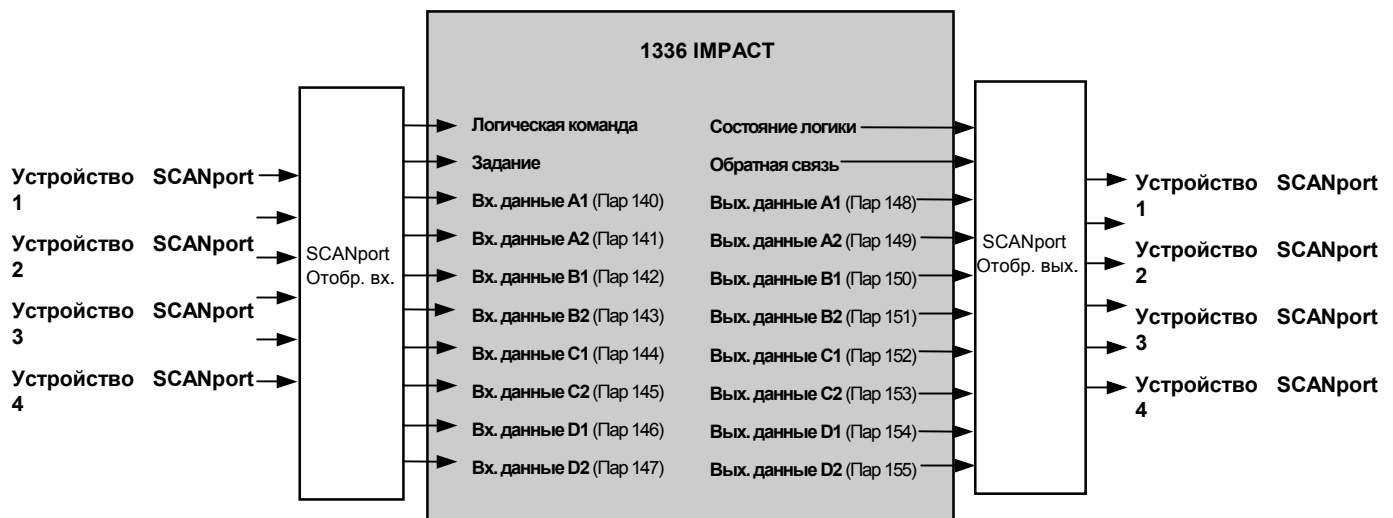 1336 IMPACT
Устройство SCANport
1
Устройство SCANport
2
Устройство SCANport
3
Устройство SCANport
4
SCANport
Отобр. вх.
Логическая команда
Задание
Вх. данные A1 (Пар 140)
Вх. данные A2 (Пар 141)
Вх. данные B1 (Пар 142)
Вх. данные B2 (Пар 143)
Вх. данные C1 (Пар 144)
Вх. данные C2 (Пар 145)
Вх. данные D1 (Пар 146)
Вх. данные D2 (Пар 147)
Состояние логики
Обратная связь
Вых. данные A1 (Пар 148)
Вых. данные A2 (Пар 149)
Вых. данные B1 (Пар 150)
Вых. данные B2 (Пар 151)
Вых. данные C1 (Пар 152)
Вых. данные C2 (Пар 153)
Вых. данные D1 (Пар 154)
Вых. данные D2 (Пар 155)
SCANport
Отобр. вых.
Устройство SCANport
1
Устройство SCANport
2
Устройство SCANport
3
Устройство SCANport
4